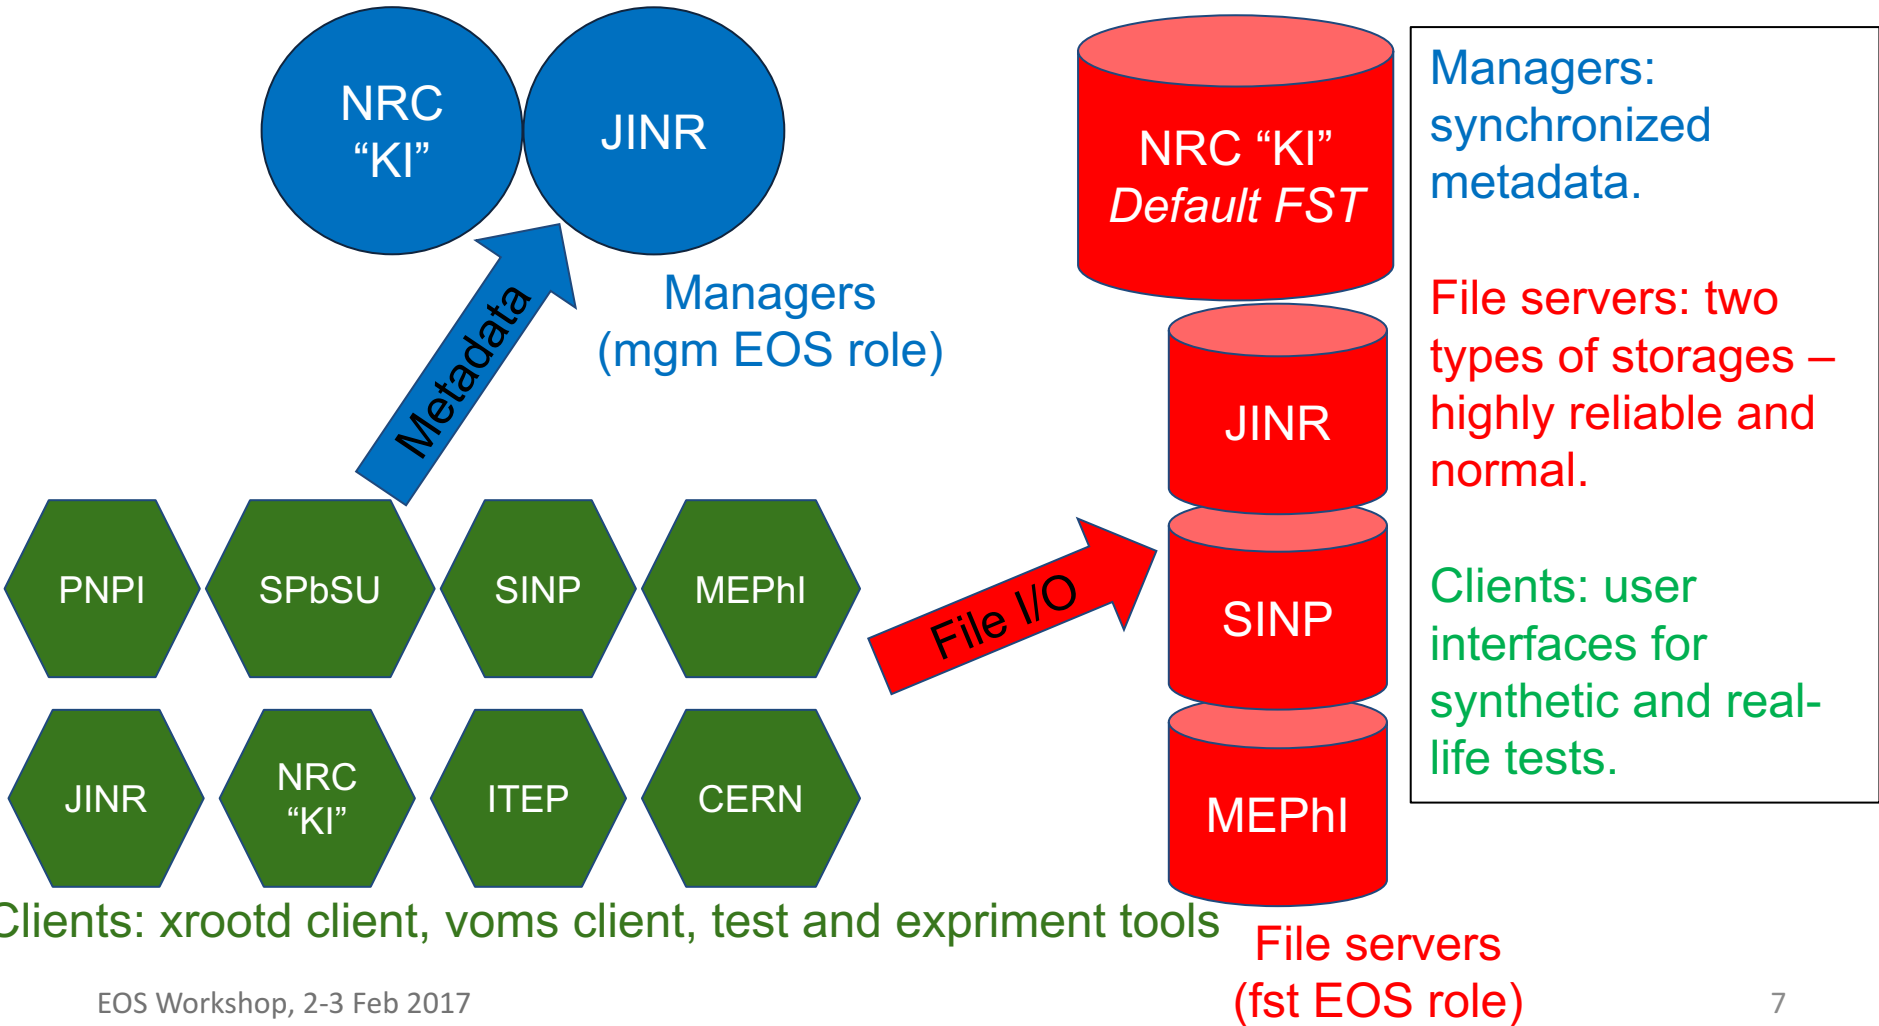 NRC
“KI”
JINR
Metadata
Managers
(mgm EOS role)
PNPI
SPbSU
SINP
MEPhI
JINR
NRC
“KI”
ITEP
CERN
Clients: xrootd client, voms client, test and expriment tools
File I/O
NRC “KI”
Default FST
JINR
SINP
MEPhI
File servers
(fst EOS role)
Managers:
synchronized
metadata.
File servers: two
types of storages –
highly reliable and
normal.
Clients: user
interfaces for
synthetic and real-
life tests.
EOS Workshop, 2-3 Feb 2017
7